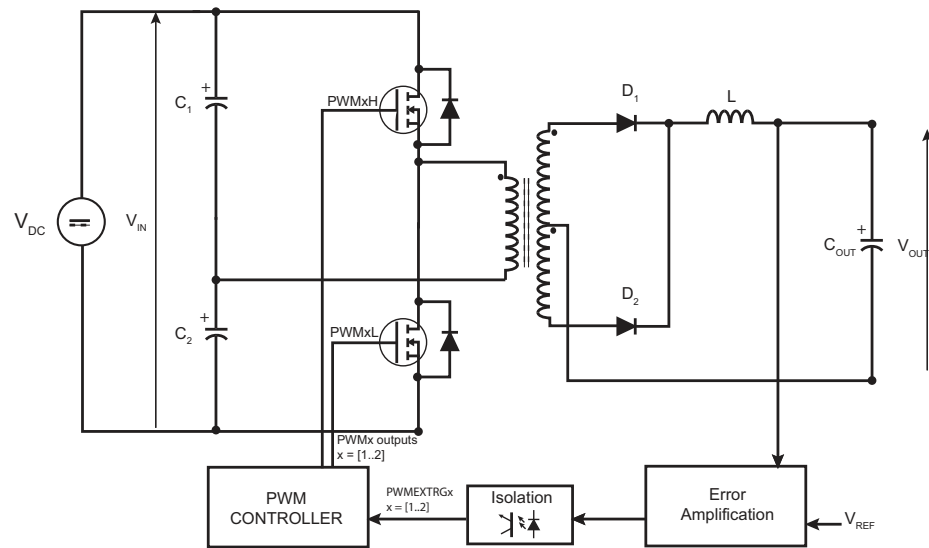 PWMxH
D1
L
+
C1
VDC
VIN
+
COUT
VOUT
D2
+
C2
PWMxL
PWMx outputs
x = [1..2]
PWM
CONTROLLER
PWMEXTRGx
x = [1..2]
Isolation
Error
Amplification
VREF